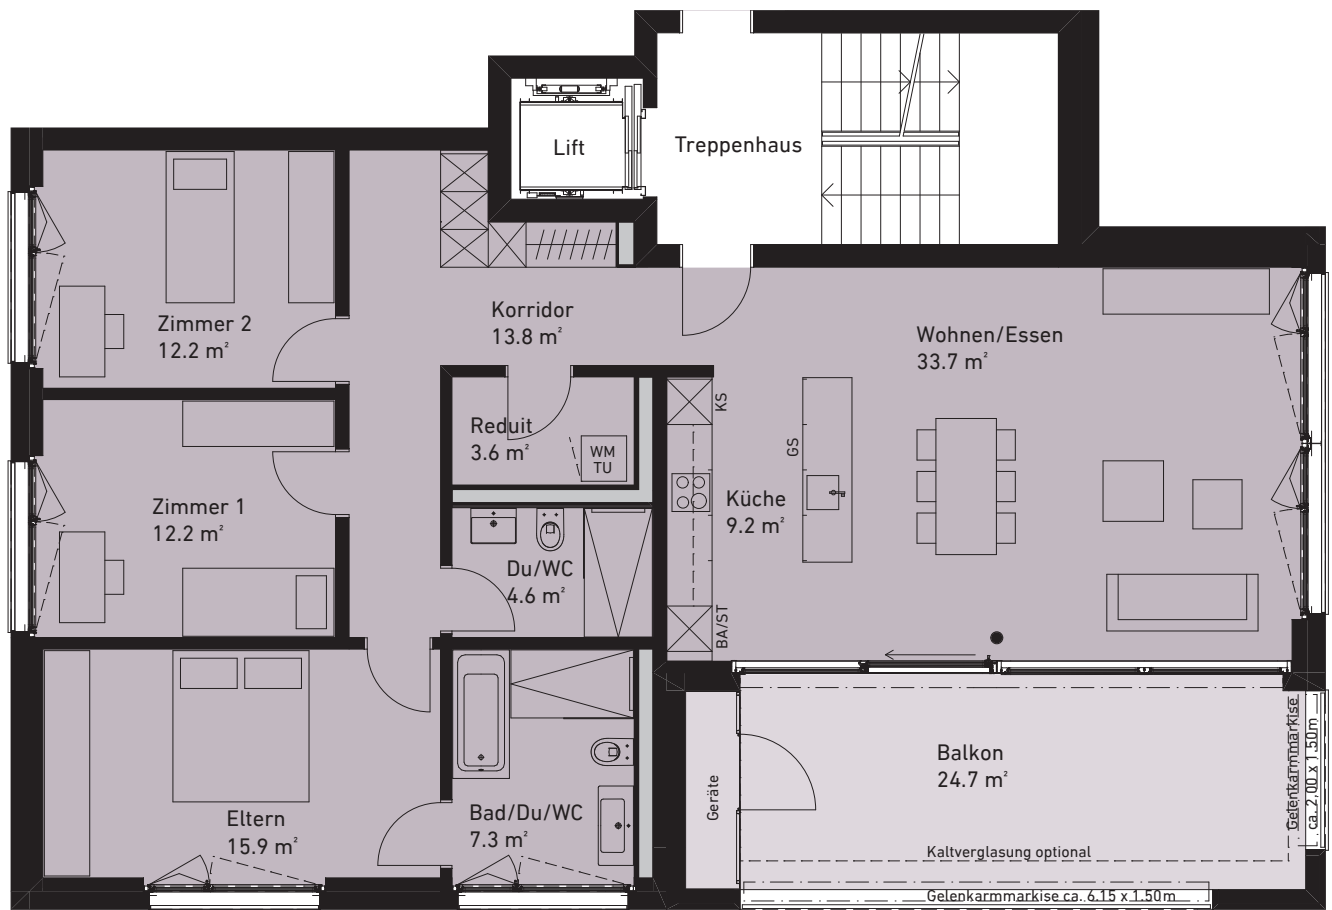 Lift
Treppenhaus
Zimmer 2
12.2 m²
Korridor
13.8 m²
Wohnen/Essen
33.7 m²
Reduit
3.6 m²
WM
TU
KS
GS
Zimmer 1
12.2 m²
Küche
9.2 m²
Du/WC
4.6 m²
BA/ST
Eltern
15.9 m²
Bad/Du/WC
7.3 m²
Geräte
Balkon
24.7 m²
Gelenkarmmarkise
ca. 2,00 x 1.50m
Kaltverglasung optional
Gelenkarmmarkise ca. 6.15 x 1.50m